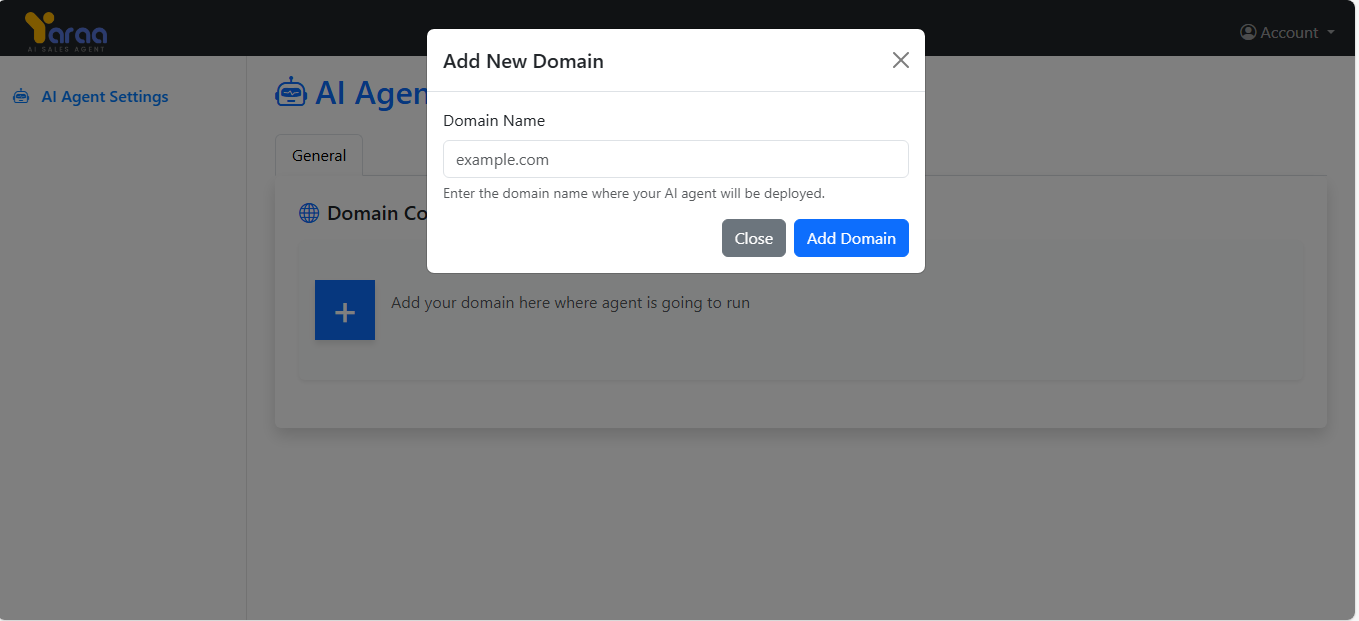 Yaraa
AI SALES AGENT
Account
AI Agent Settings
AI Agen
General
Domain Co
Add your domain here where agent is going to run
Add New Domain
Domain Name
example.com
Enter the domain name where your AI agent will be deployed.
Close
Add Domain